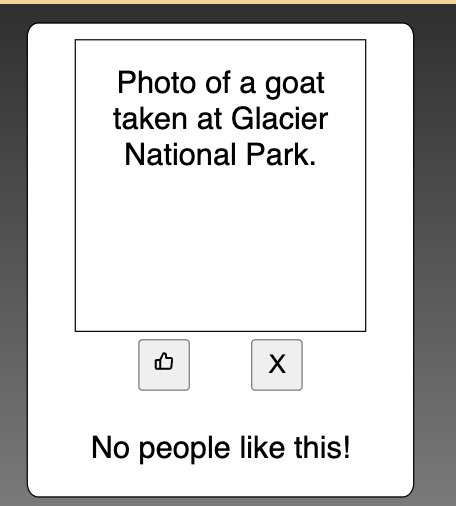 Photo of a goat
taken at Glacier
National Park.
X
No people like this!